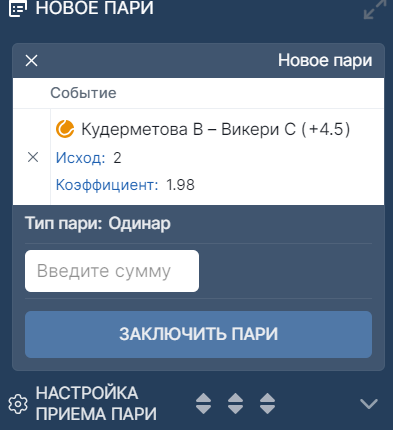 НОВОЕ ПАРИ
Новое пари
Событие
Кудерметова В – Викери С (+4.5)
Исход: 2
Коэффициент: 1.98
Тип пари: Одинар
Введите сумму
ЗАКЛЮЧИТЬ ПАРИ
НАСТРОЙКА
ПРИЕМА ПАРИ